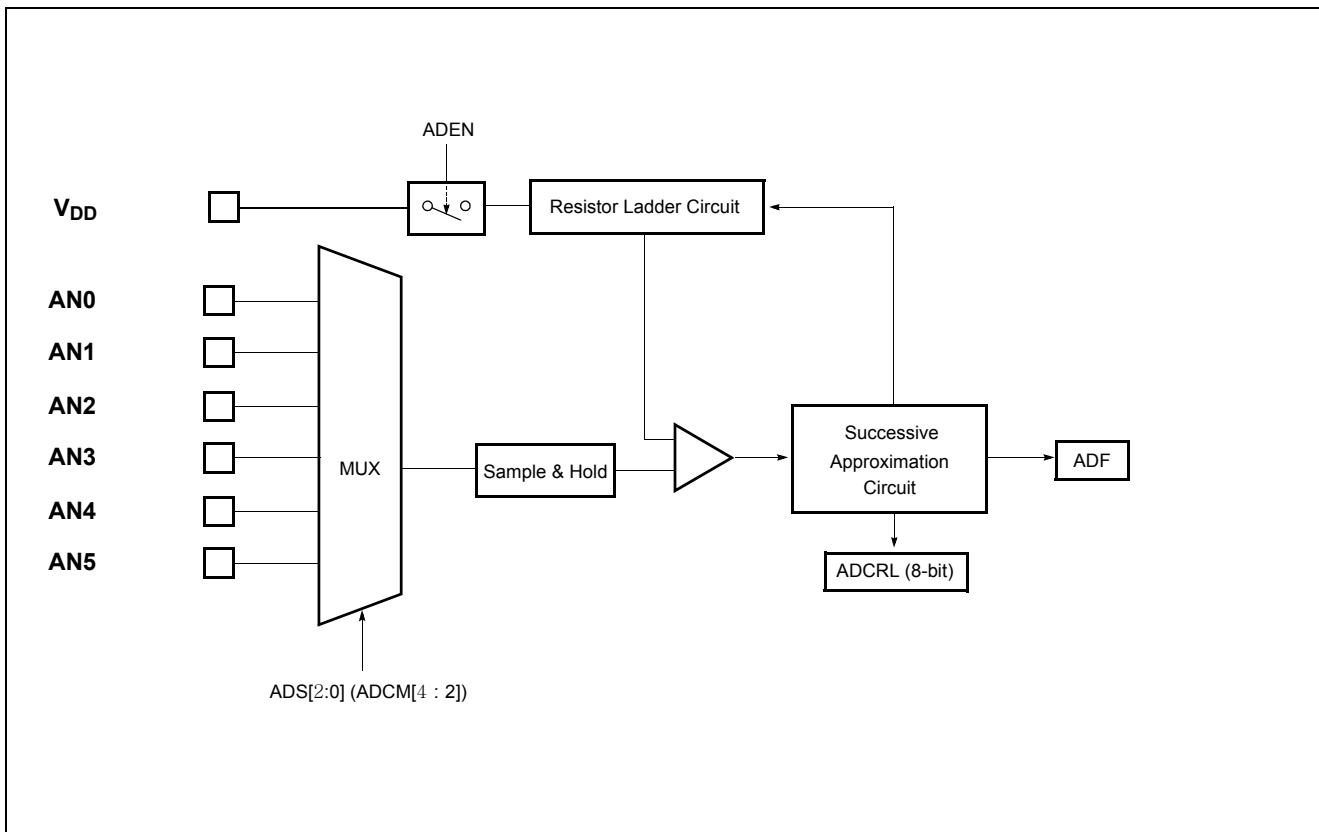 ADEN
VDD
Resistor Ladder Circuit
AN0
AN1
AN2
AN3
AN4
AN5
MUX
Sample & Hold
Successive
Approximation
Circuit
ADF
ADCRL (8-bit)
ADS[2:0] (ADCM[4 : 2])